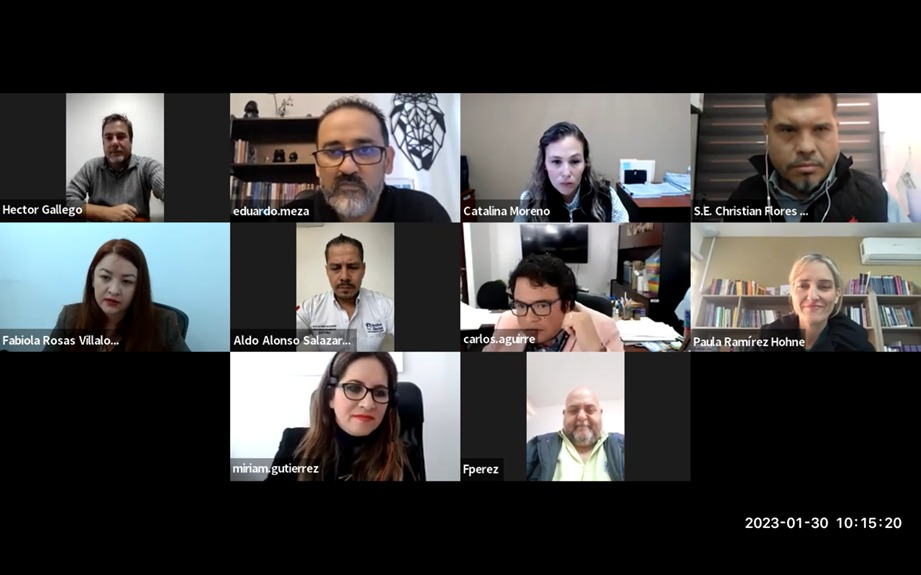 Hector Gallego
eduardo.meza
Catalina Moreno
S.E. Christian Flores ...
Fabiola Rosas Villalo...
Aldo Alonso Salazar...
carlos.aguirre
Paula Ramírez Hohne
miriam.gutierrez
Fperez
2023-01-30 10:15:20